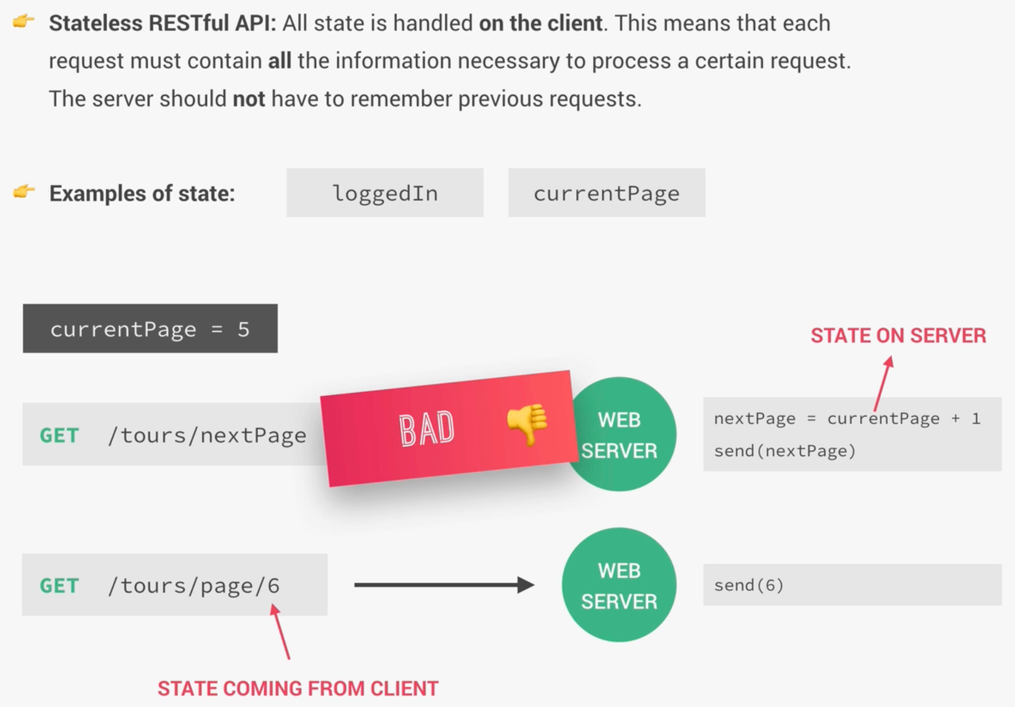 Stateless RESTful API: All state is handled on the client. This means that each
request must contain all the information necessary to process a certain request.
The server should not have to remember previous requests.
Examples of state:
loggedIn
currentPage
currentPage = 5
STATE ON SERVER
GET /tours/nextPage
BAD
WEB
SERVER
nextPage = currentPage + 1
send(nextPage)
GET /tours/page/6
WEB
SERVER
send(6)
STATE COMING FROM CLIENT